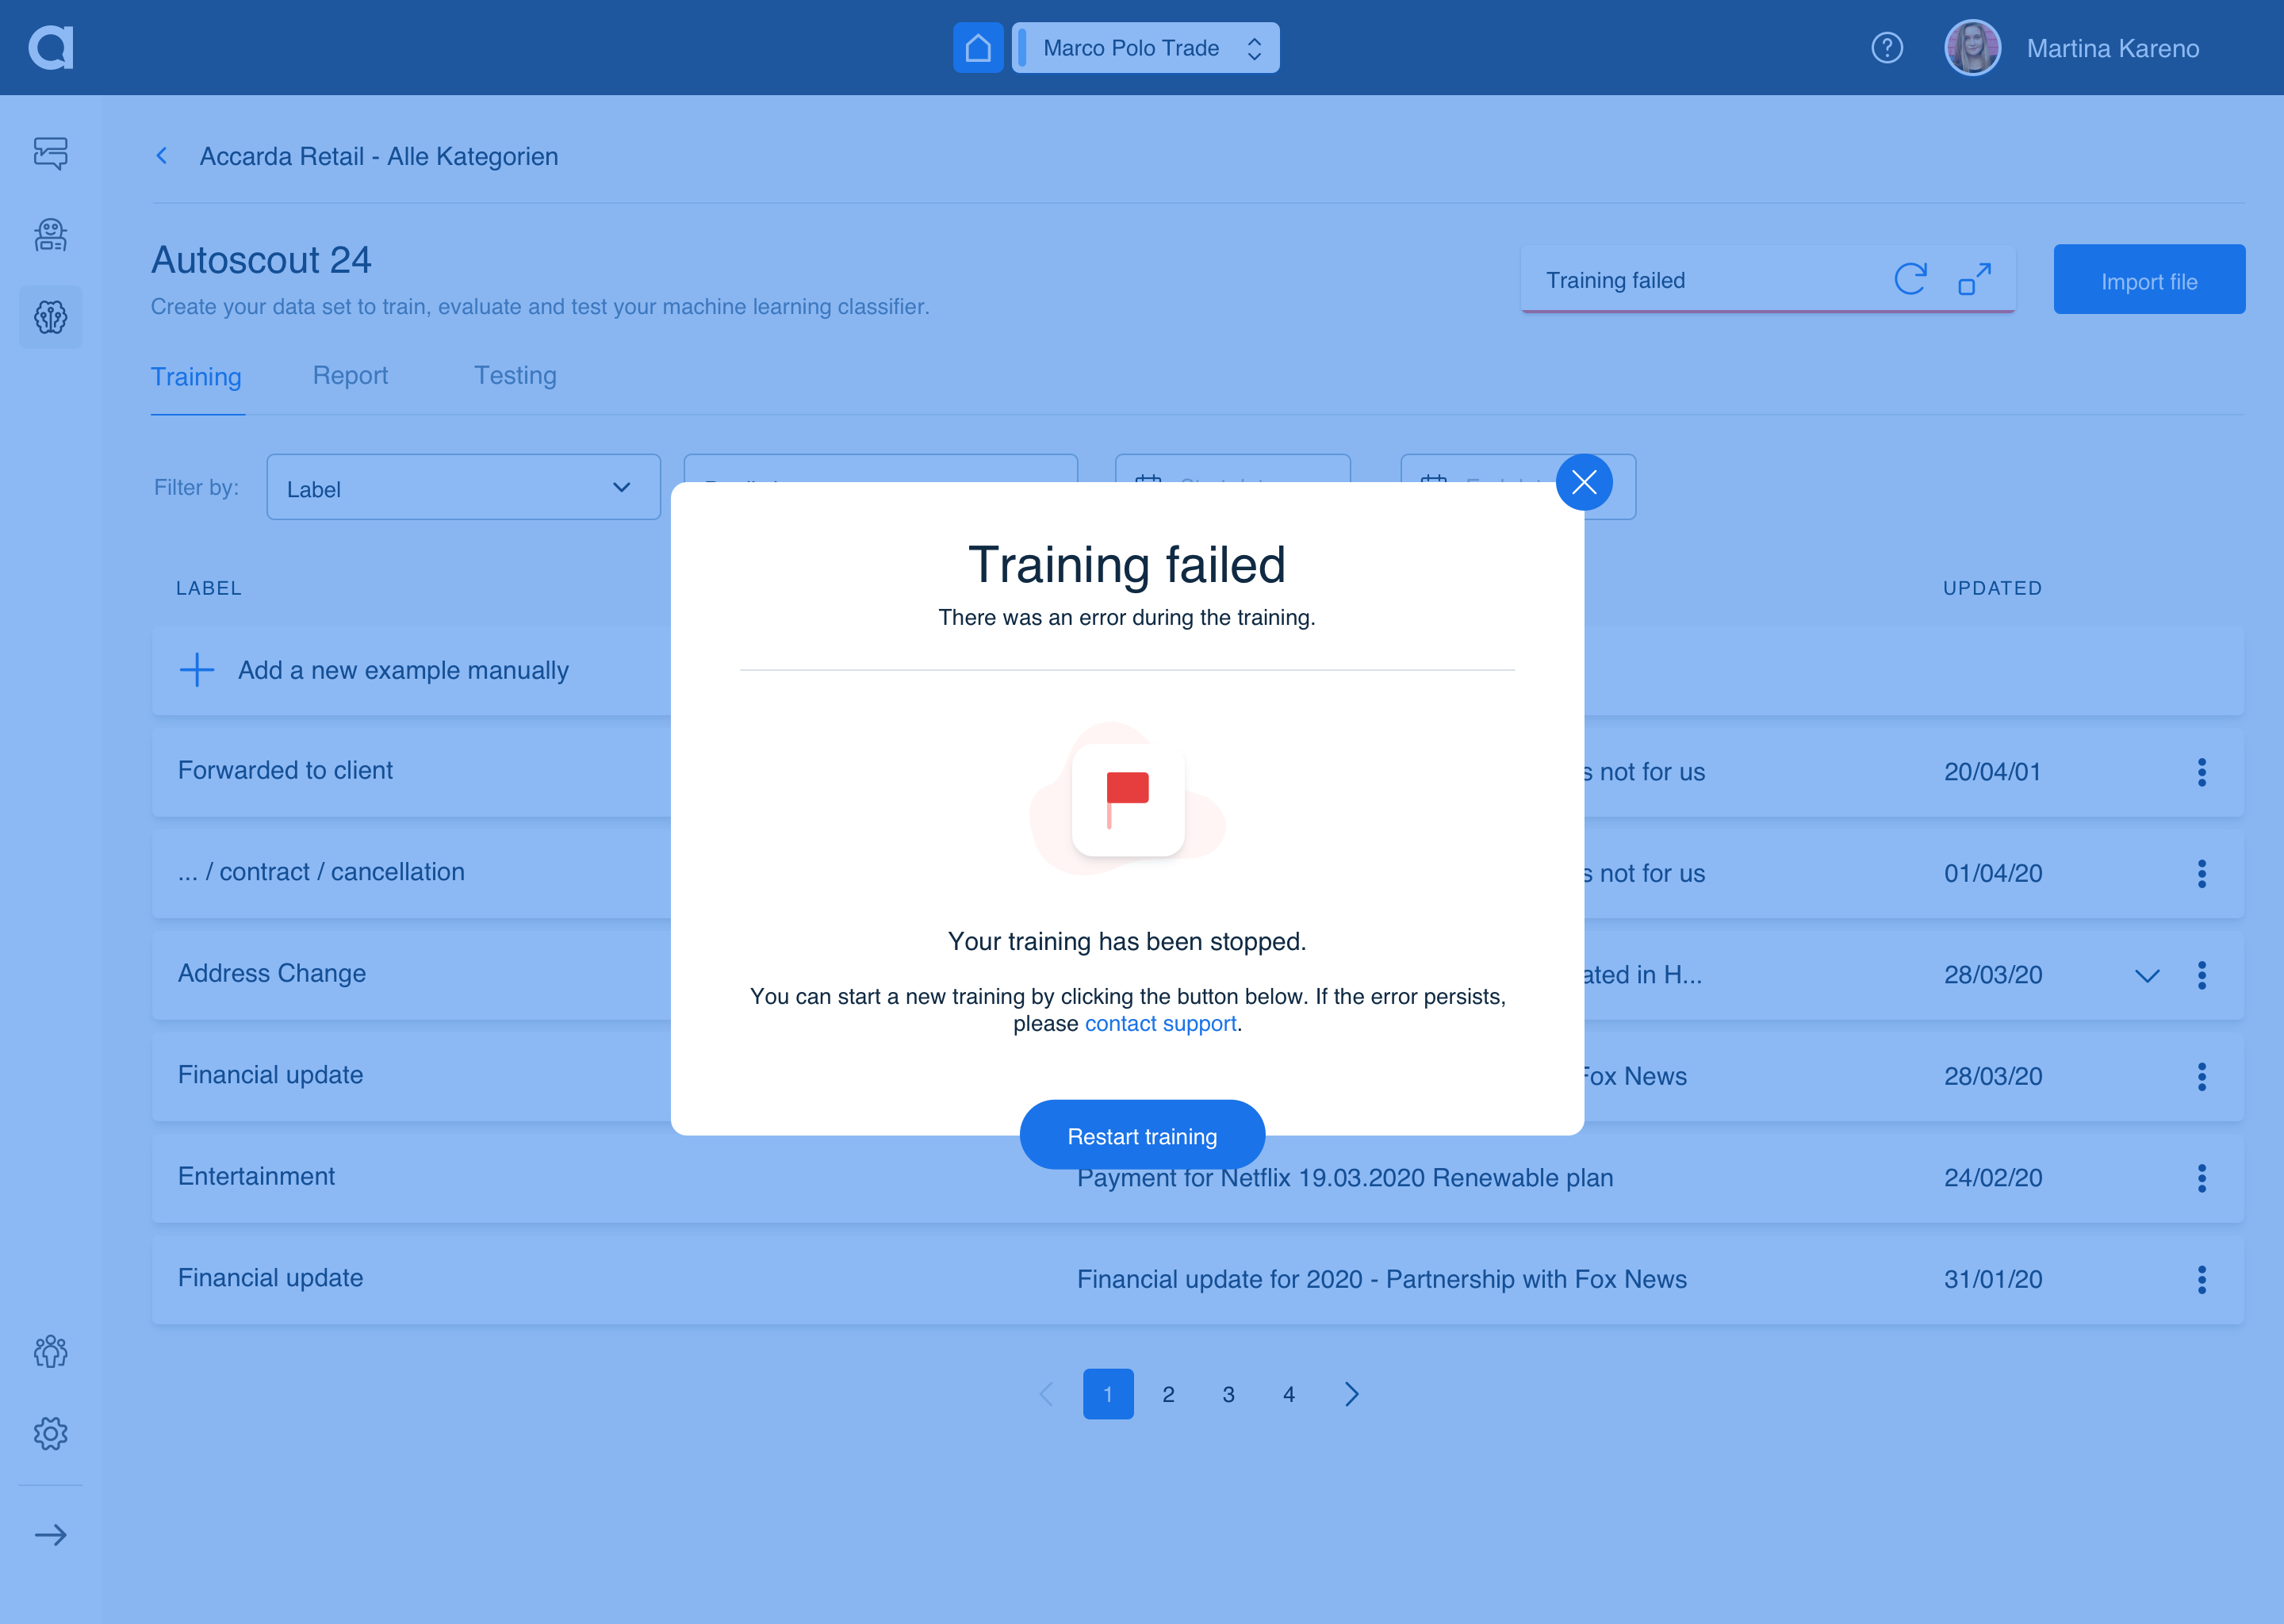 Marco Polo Trade
Martina Kareno
Accarda Retail - Alle Kategorien
Autoscout 24
Create your data set to train, evaluate and test your machine learning classifier.
Training failed
Import file
Training
Report
Testing
Filter by:
Label
LABEL
UPDATED
Add a new example manually
Forwarded to client
s not for us
20/04/01
... / contract / cancellation
s not for us
01/04/20
Address Change
ated in H...
28/03/20
Financial update
Fox News
28/03/20
Entertainment
Payment for Netflix 19.03.2020 Renewable plan
24/02/20
Financial update
Financial update for 2020 - Partnership with Fox News
31/01/20
1 2 3 4
Training failed
There was an error during the training.
Your training has been stopped.
You can start a new training by clicking the button below. If the error persists,
please contact support.
Restart training